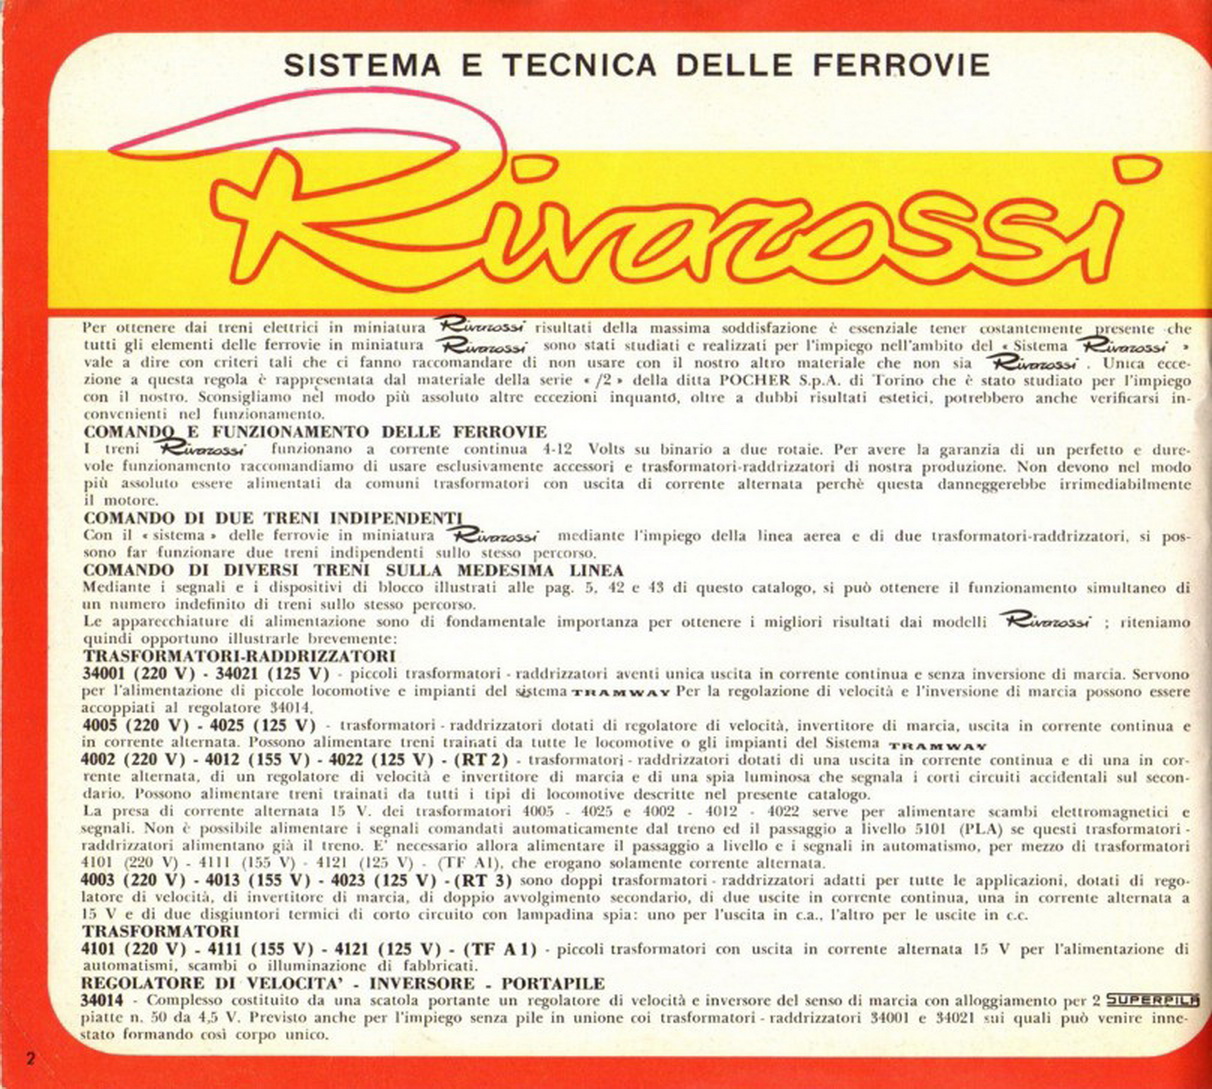 SISTEMA E TECNICA DELLE FERROVIE
Rivarossi
Per ottenere dai treni elettrici in miniatura Rivarossi risultati della massima soddisfazione è essenziale tener costantemente presente che
tutti gli elementi delle ferrovie in miniatura Rivarossi sono stati studiati e realizzati per l'impiego nell'ambito del « Sistema Rivarossi »
vale a dire con criteri tali che ci fanno raccomandare di non usare con il nostro altro materiale che non sia Rivarossi . Unica ecce-
zione a questa regola è rappresentata dal materiale della serie « /2 » della ditta POCHER S.p.A. di Torino che è stato studiato per l'impiego
con il nostro. Sconsigliamo nel modo più assoluto altre eccezioni inquanto, oltre a dubbi risultati estetici, potrebbero anche verificarsi in-
convenienti nel funzionamento.
COMANDO E FUNZIONAMENTO DELLE FERROVIE
I treni Rivarossi funzionano a corrente continua 4-12 Volts su binario a due rotaie. Per avere la garanzia di un perfetto e dure-
vole funzionamento raccomandiamo di usare esclusivamente accessori e trasformatori-raddrizzatori di nostra produzione. Non devono nel modo
più assoluto essere alimentati da comuni trasformatori con uscita di corrente alternata perchè questa danneggerebbe irrimediabilmente
il motore.
COMANDO DI DUE TRENI INDIPENDENTI
Con il « sistema » delle ferrovie in miniatura Rivarossi mediante l'impiego della linea aerea e di due trasformatori-raddrizzatori, si pos-
sono far funzionare due treni indipendenti sullo stesso percorso.
COMANDO DI DIVERSI TRENI SULLA MEDESIMA LINEA
Mediante i segnali e i dispositivi di blocco illustrati alle pag. 5, 42 e 43 di questo catalogo, si può ottenere il funzionamento simultaneo di
un numero indefinito di treni sullo stesso percorso.
Le apparecchiature di alimentazione sono di fondamentale importanza per ottenere i migliori risultati dai modelli Rivarossi ; riteniamo
quindi opportuno illustrarle brevemente:
TRASFORMATORI-RADDRIZZATORI
34001 (220 V) - 34021 (125 V) - piccoli trasformatori - raddrizzatori aventi unica uscita in corrente continua e senza inversione di marcia. Servono
per l'alimentazione di piccole locomotive e impianti del sistema TRAMWAY Per la regolazione di velocità e l'inversione di marcia possono essere
accoppiati al regolatore 34014.
4005 (220 V) - 4025 (125 V) - trasformatori - raddrizzatori dotati di regolatore di velocità, invertitore di marcia, uscita in corrente continua e
in corrente alternata. Possono alimentare treni trainati da tutte le locomotive o gli impianti del Sistema TRAMWAY
4002 (220 V) - 4012 (155 V) - 4022 (125 V) - (RT 2) - trasformatori - raddrizzatori dotati di una uscita in corrente continua e di una in cor-
rente alternata, di un regolatore di velocità e invertitore di marcia e di una spia luminosa che segnala i corti circuiti accidentali sul secon-
dario. Possono alimentare treni trainati da tutti i tipi di locomotive descritte nel presente catalogo.
La presa di corrente alternata 15 V. dei trasformatori 4005 - 4025 e 4002 - 4012 - 4022 serve per alimentare scambi elettromagnetici e
segnali. Non è possibile alimentare i segnali comandati automaticamente dal treno ed il passaggio a livello 5101 (PLA) se questi trasformatori -
raddrizzatori alimentano già il treno. E' necessario allora alimentare il passaggio a livello e i segnali in automatismo, per mezzo di trasformatori
4101 (220 V) - 4111 (155 V) - 4121 (125 V) - (TF A1), che erogano solamente corrente alternata.
4003 (220 V) - 4013 (155 V) - 4023 (125 V) - (RT 3) sono doppi trasformatori - raddrizzatori adatti per tutte le applicazioni, dotati di rego-
latore di velocità, di invertitore di marcia, di doppio avvolgimento secondario, di due uscite in corrente continua, una in corrente alternata a
15 V e di due disgiuntori termici di corto circuito con lampadina spia: uno per l'uscita in c.a., l'altro per le uscite in c.c.
TRASFORMATORI
4101 (220 V) - 4111 (155 V) - 4121 (125 V) - (TF A 1) - piccoli trasformatori con uscita in corrente alternata 15 V per l'alimentazione di
automatismi, scambi o illuminazione di fabbricati.
REGOLATORE DI VELOCITA' - INVERSORE - PORTAPILE
34014 - Complesso costituito da una scatola portante un regolatore di velocità e inversore del senso di marcia con alloggiamento per 2 SUPERPILA
piatte n. 50 da 4,5 V. Previsto anche per l'impiego senza pile in unione coi trasformatori - raddrizzatori 34001 e 34021 sui quali può venire inne-
stato formando così corpo unico.
2